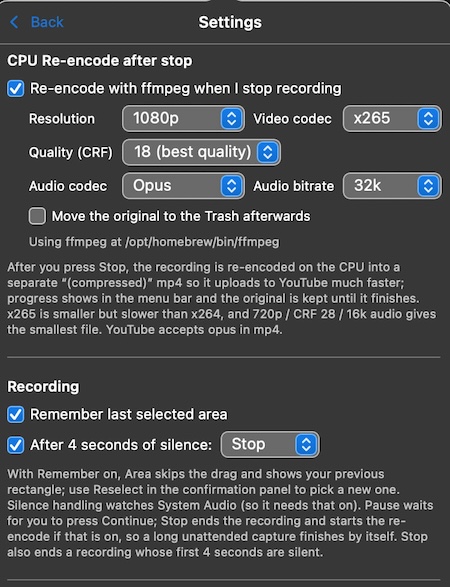 Back
Settings
CPU Re-encode after stop
Re-encode with ffmpeg when I stop recording
Resolution 1080p Video codec x265
Quality (CRF) 18 (best quality)
Audio codec Opus Audio bitrate 32k
Move the original to the Trash afterwards
Using ffmpeg at /opt/homebrew/bin/ffmpeg
After you press Stop, the recording is re-encoded on the CPU into a
separate “(compressed)” mp4 so it uploads to YouTube much faster;
progress shows in the menu bar and the original is kept until it finishes.
x265 is smaller but slower than x264, and 720p / CRF 28 / 16k audio gives
the smallest file. YouTube accepts opus in mp4.
Recording
Remember last selected area
After 4 seconds of silence: Stop
With Remember on, Area skips the drag and shows your previous
rectangle; use Reselect in the confirmation panel to pick a new one.
Silence handling watches System Audio (so it needs that on). Pause waits
for you to press Continue; Stop ends the recording and starts the re-
encode if that is on, so a long unattended capture finishes by itself. Stop
also ends a recording whose first 4 seconds are silent.